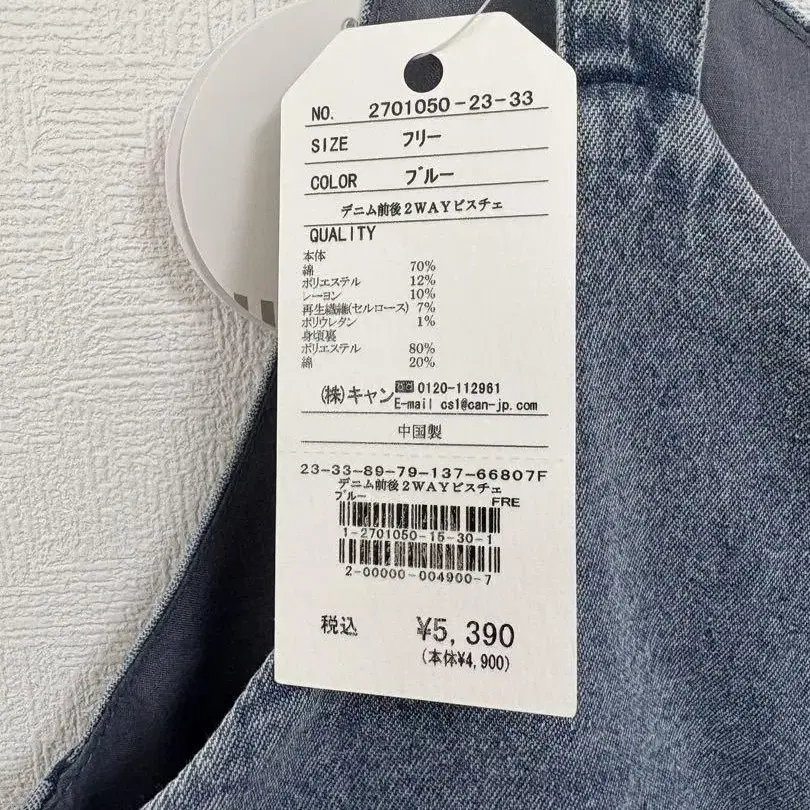 NO. 2701050-23-33
SIZE フリー
COLOR ブルー
デニム前後2WAYビスチェ
QUALITY
本体
綿 70%
ポリエステル 12%
レーヨン 10%
再生繊維(セルロース) 7%
ポリウレタン 1%
身頃裏
ポリエステル 80%
綿 20%
(株)キャン 0120-112961
E-mail cs1@can-jp.com
中国製
23-33-89-79-137-66807F
デニム前後2WAYビスチェ
ブルー FRE
1-2701050-15-30-1
2-00000-004900-7
税込 ¥5,390
(本体¥4,900)